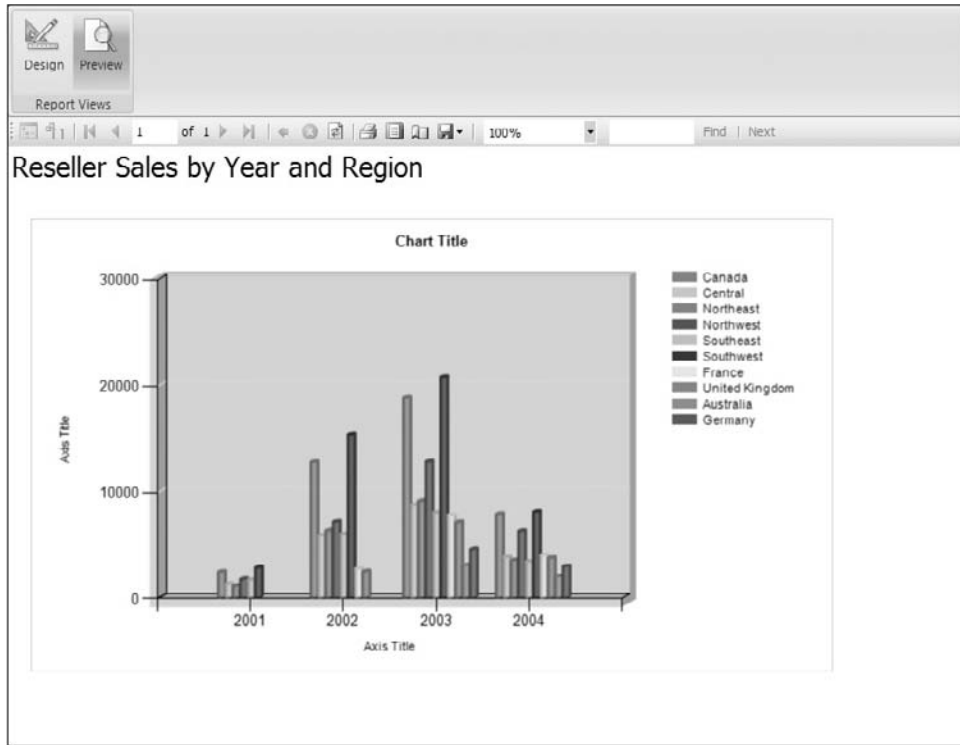 Design Preview
Report Views
1 of 1 100% Find | Next
Reseller Sales by Year and Region
Chart Title
30000
20000
10000
0
Axis Title
2001 2002 2003 2004
Axis Title
Canada
Central
Northeast
Northwest
Southeast
Southwest
France
United Kingdom
Australia
Germany